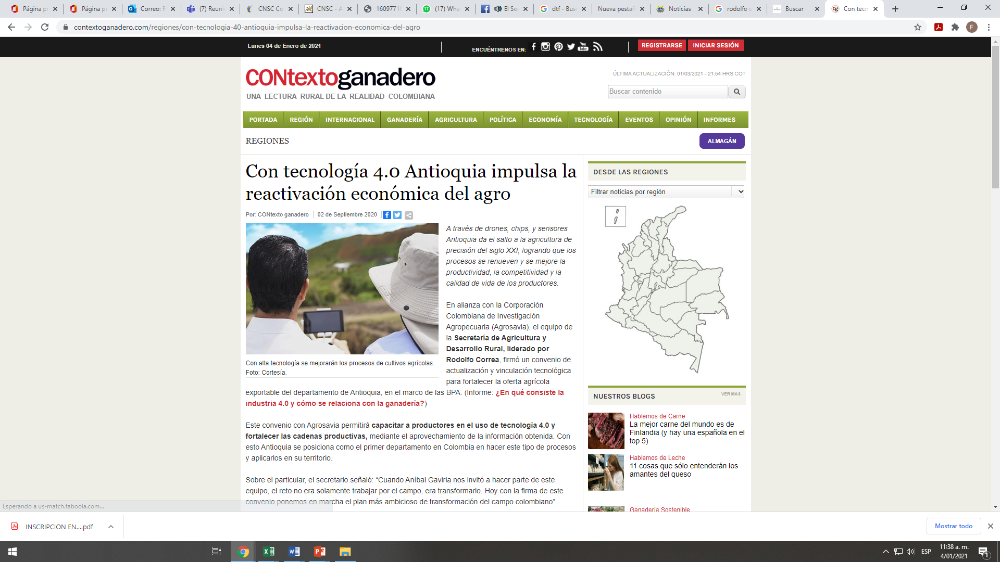 Página pr
Página pr
Correo: F
(7) Reuni
CNSC Co
CNSC - A
16097710
(17) Wha
El Sec
dtf - Bus
Nueva pestañ
Noticias
rodolfo c
Buscar
Con tecn
contextoganadero.com/regiones/con-tecnologia-40-antioquia-impulsa-la-reactivacion-economica-del-agro
F
Lunes 04 de Enero de 2021
ENCUÉNTRENOS EN:
REGISTRARSE
INICIAR SESIÓN
CONtextoganadero
UNA LECTURA RURAL DE LA REALIDAD COLOMBIANA
ÚLTIMA ACTUALIZACIÓN: 01/03/2021 - 21:54 HRS COT
Buscar contenido
PORTADA REGIÓN INTERNACIONAL GANADERÍA AGRICULTURA POLÍTICA ECONOMÍA TECNOLOGÍA EVENTOS OPINIÓN INFORMES
REGIONES
ALMAGÁN
Con tecnología 4.0 Antioquia impulsa la
reactivación económica del agro
Por: CONtexto ganadero
02 de Septiembre 2020
A través de drones, chips, y sensores
Antioquia da el salto a la agricultura de
precisión del siglo XXI, logrando que los
procesos se renueven y se mejore la
productividad, la competitividad y la
calidad de vida de los productores.
En alianza con la Corporación
Colombiana de Investigación
Agropecuaria (Agrosavia), el equipo de
la Secretaría de Agricultura y
Desarrollo Rural, liderado por
Rodolfo Correa, firmó un convenio de
actualización y vinculación tecnológica
para fortalecer la oferta agrícola
exportable del departamento de Antioquia, en el marco de las BPA. (Informe: ¿En qué consiste la
industria 4.0 y cómo se relaciona con la ganadería?)
Con alta tecnología se mejorarán los procesos de cultivos agrícolas.
Foto: Cortesía.
Este convenio con Agrosavia permitirá capacitar a productores en el uso de tecnología 4.0 y
fortalecer las cadenas productivas, mediante el aprovechamiento de la información obtenida. Con
esto Antioquia se posiciona como el primer departamento en Colombia en hacer este tipo de procesos
y aplicarlos en su territorio.
Sobre el particular, el secretario señaló: “Cuando Aníbal Gaviria nos invitó a hacer parte de este
equipo, el reto no era solamente trabajar por el campo, era transformarlo. Hoy con la firma de este
convenio ponemos en marcha el plan más ambicioso de transformación del campo colombiano”.
DESDE LAS REGIONES
Filtrar noticias por región
NUESTROS BLOGS
VER MÁS
Hablemos de Carne
La mejor carne del mundo es de
Finlandia (y hay una española en el
top 5)
Hablemos de Leche
11 cosas que sólo entenderán los
amantes del queso
Ganadería Sostenible
Esperando a us-match.taboola.com...
INSCRIPCION EN....pdf
Mostrar todo
ESP
11:38 a. m.
4/01/2021
1